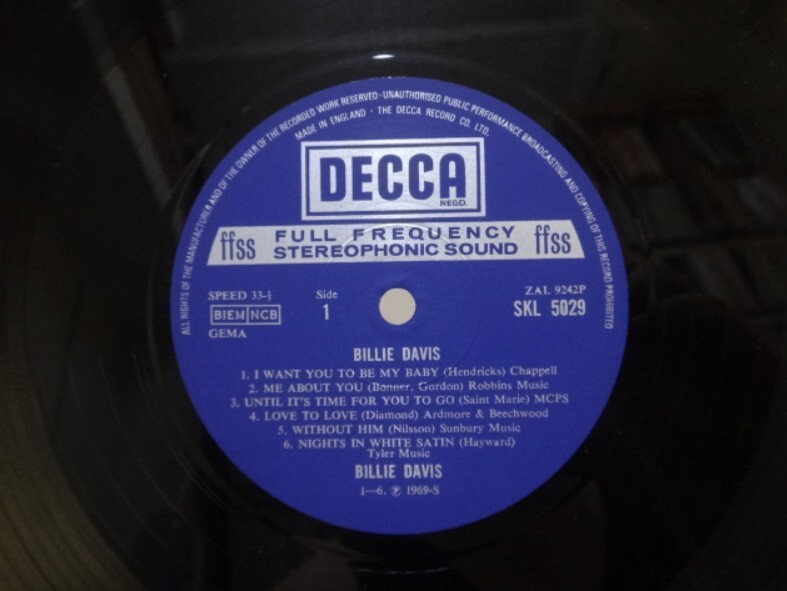 ALL RIGHTS OF THE MANUFACTURER AND OF THE OWNER OF THE RECORDED WORK RESERVED · UNAUTHORISED PUBLIC PERFORMANCE BROADCASTING AND COPYING OF THIS RECORD PROHIBITED
MADE IN ENGLAND · THE DECCA RECORD CO. LTD.
DECCA
REGD.
ffss FULL FREQUENCY ffss
STEREOPHONIC SOUND
SPEED 33-⅓ Side ZAL 9242P
BIEM NCB 1 SKL 5029
GEMA
BILLIE DAVIS
1. I WANT YOU TO BE MY BABY (Hendricks) Chappell
2. ME ABOUT YOU (Bonner, Gordon) Robbins Music
3. UNTIL IT'S TIME FOR YOU TO GO (Saint Marie) MCPS
4. LOVE TO LOVE (Diamond) Ardmore & Beechwood
5. WITHOUT HIM (Nilsson) Sunbury Music
6. NIGHTS IN WHITE SATIN (Hayward)
Tyler Music
BILLIE DAVIS
1—6. ℗ 1969-S